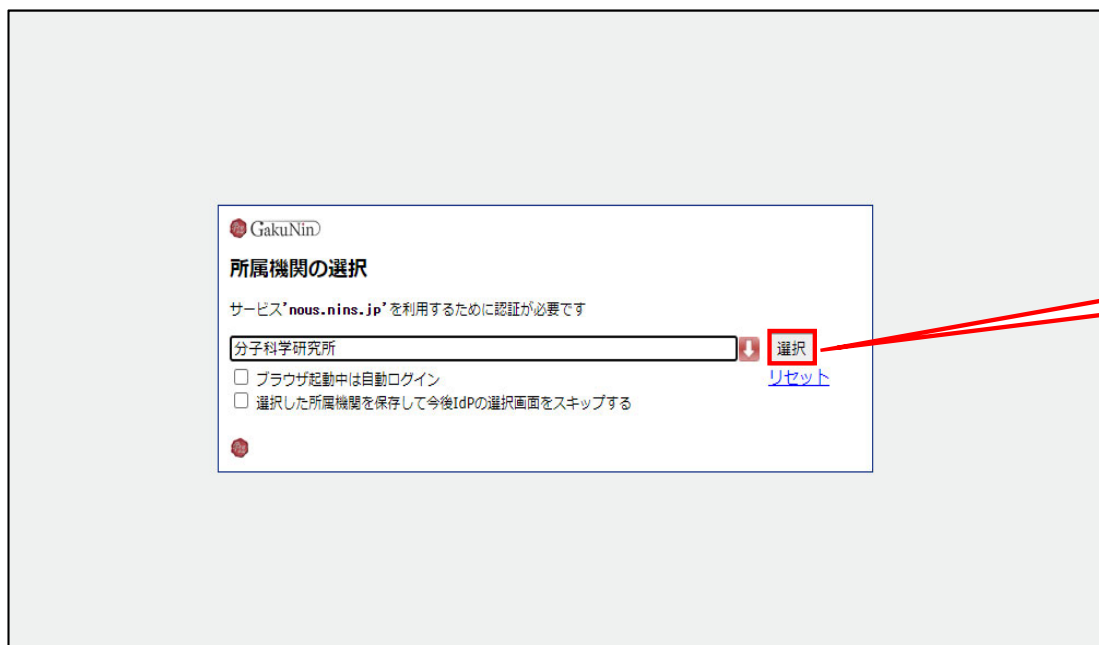 GakuNin
所属機関の選択
サービス'nous.nins.jp'を利用するために認証が必要です
分子科学研究所 選択
ブラウザ起動中は自動ログイン リセット
選択した所属機関を保存して今後IdPの選択画面をスキップする